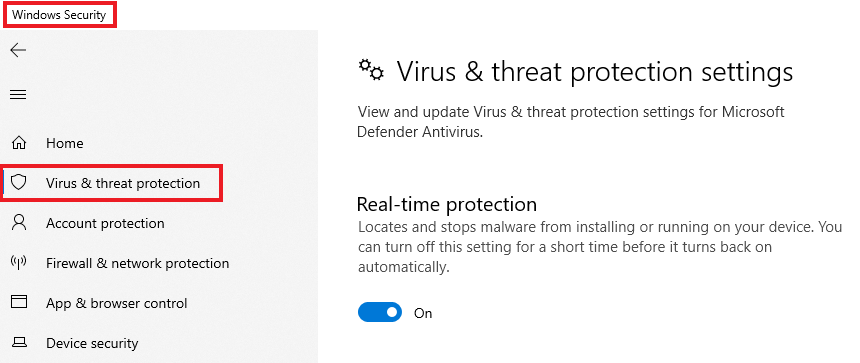 Windows Security
Home
Virus & threat protection
Account protection
Firewall & network protection
App & browser control
Device security
Virus & threat protection settings
View and update Virus & threat protection settings for Microsoft
Defender Antivirus.
Real-time protection
Locates and stops malware from installing or running on your device. You
can turn off this setting for a short time before it turns back on
automatically.
On